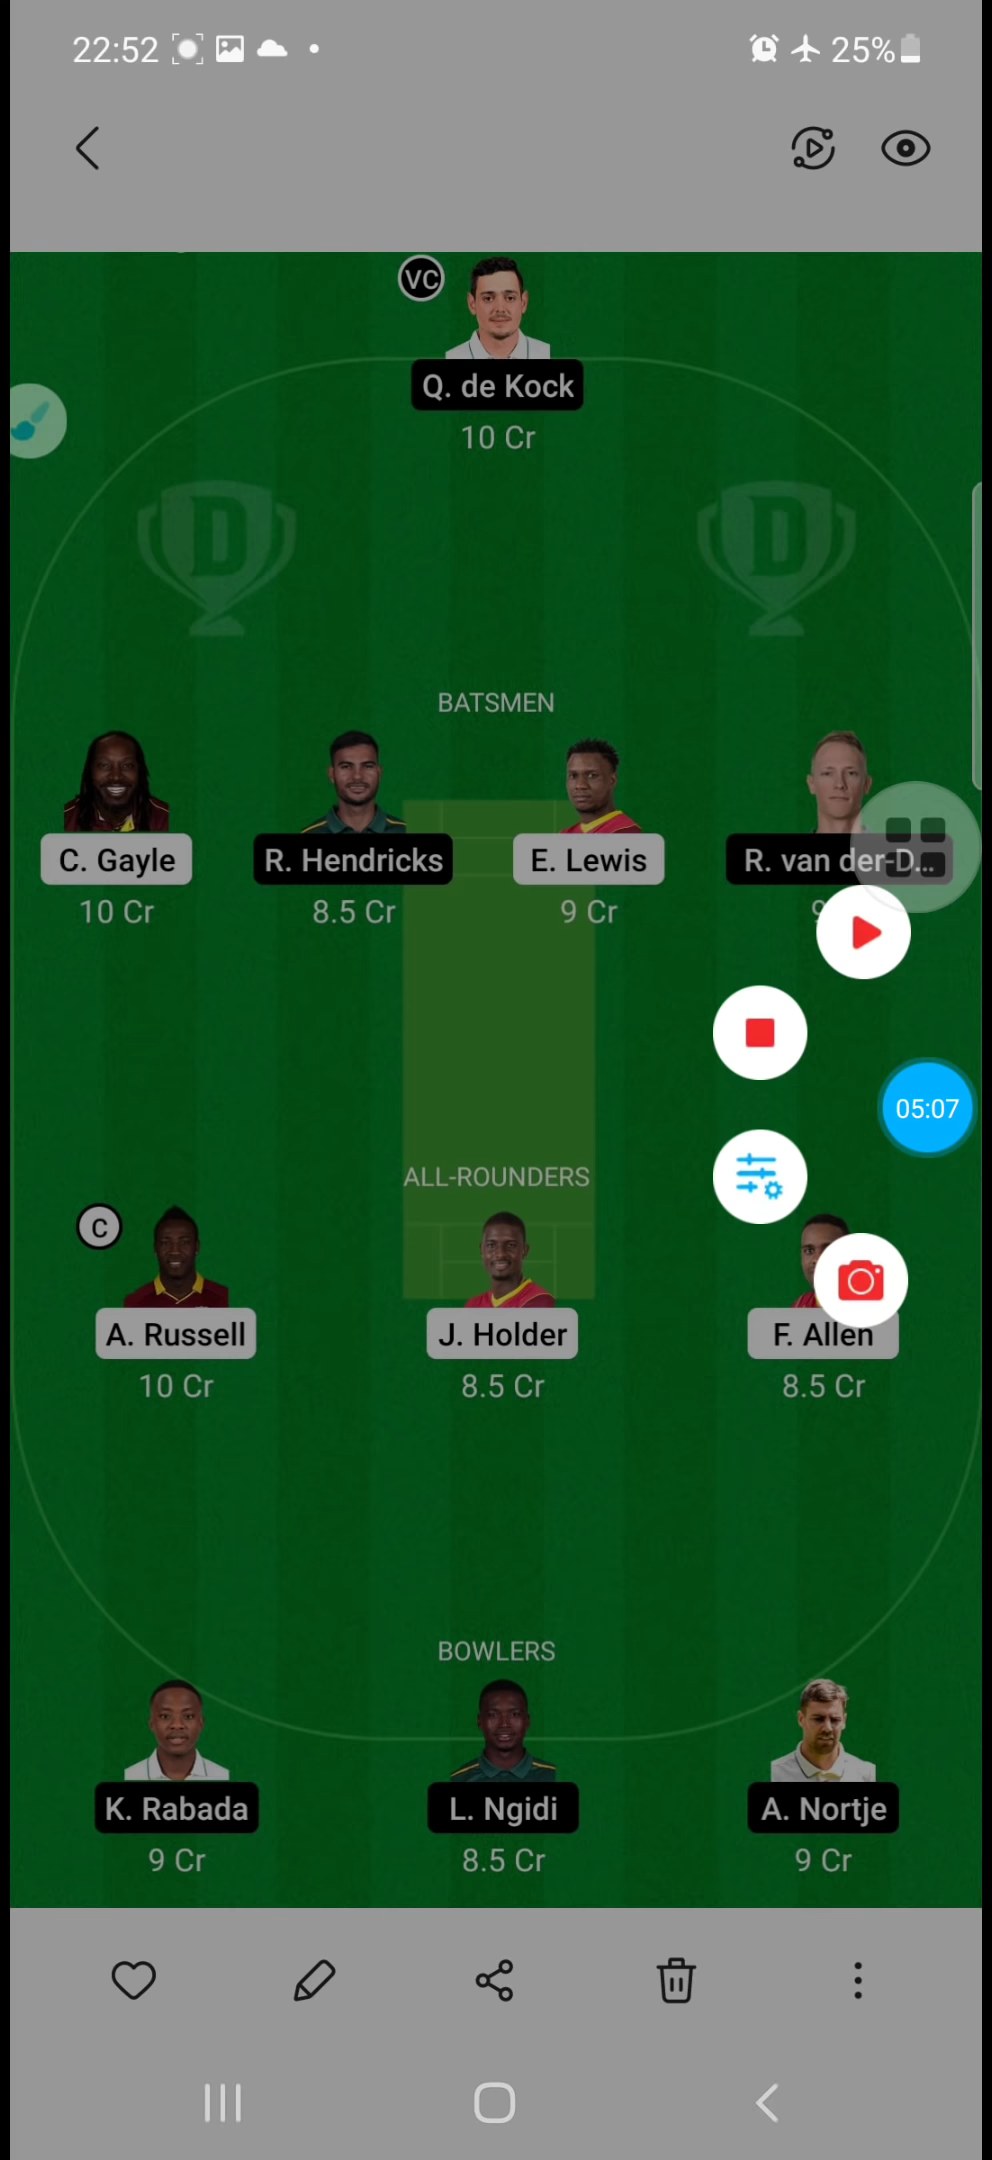 22:52
25%
VC
Q. de Kock
10 Cr
D D
BATSMEN
C. Gayle R. Hendricks E. Lewis R. van der-D...
10 Cr 8.5 Cr 9 Cr
05:07
ALL-ROUNDERS
C
A. Russell J. Holder F. Allen
10 Cr 8.5 Cr 8.5 Cr
BOWLERS
K. Rabada L. Ngidi A. Nortje
9 Cr 8.5 Cr 9 Cr